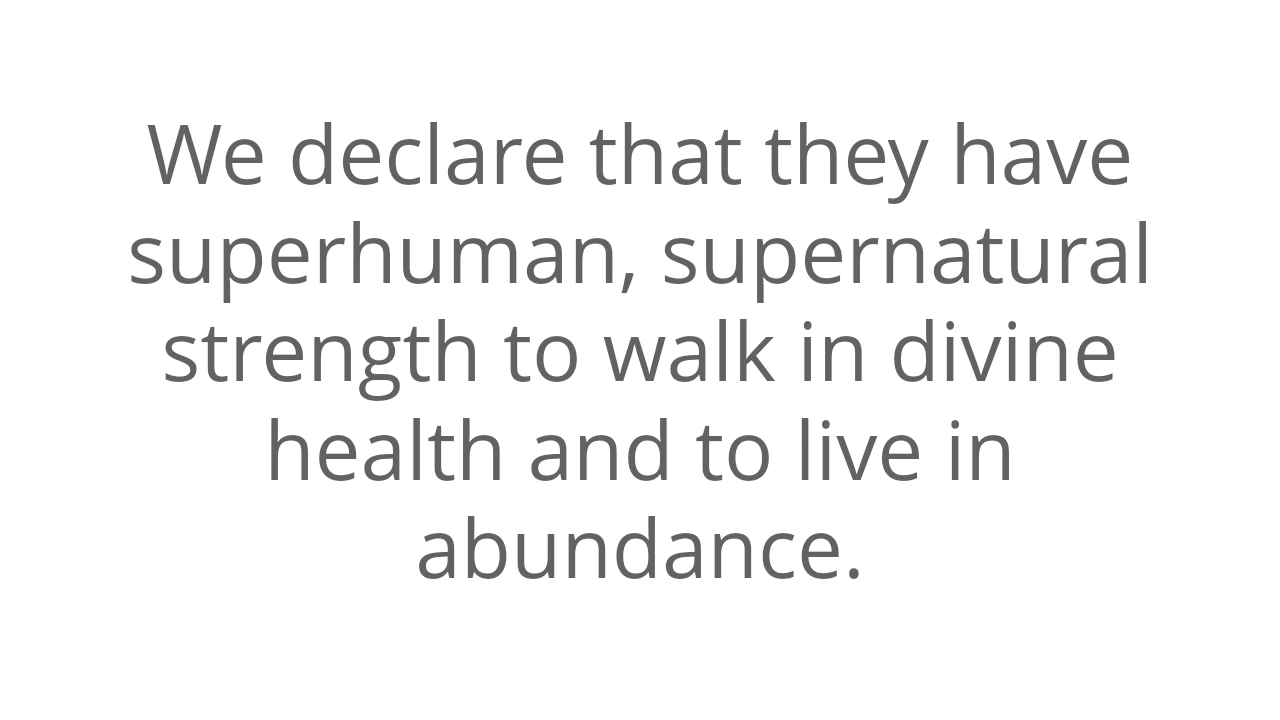 We declare that they have
superhuman, supernatural
strength to walk in divine
health and to live in
abundance.